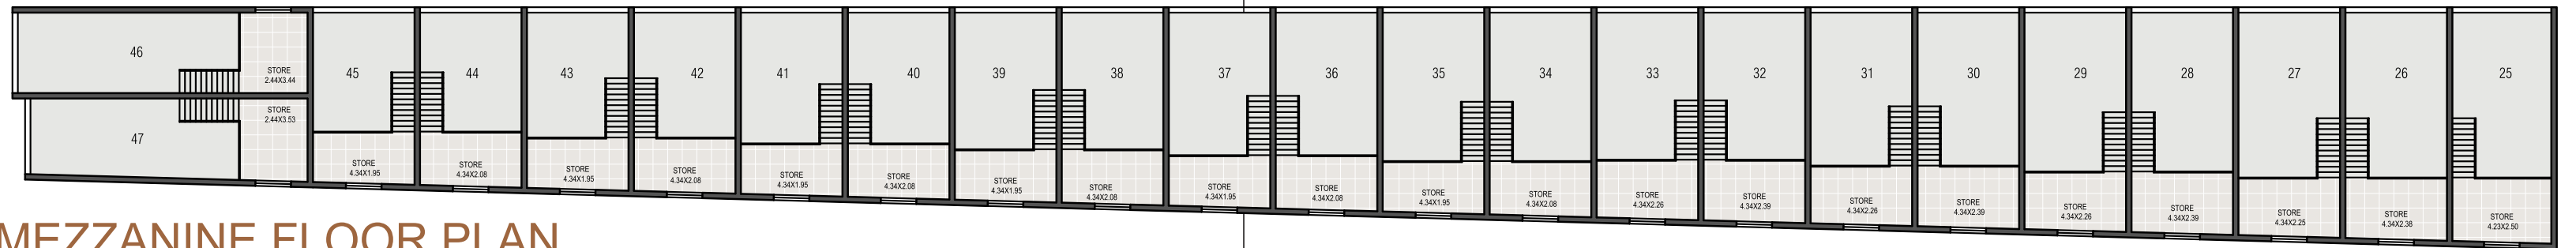 46
STORE
2.44X3.44
45
44
43
42
41
40
39
38
37
36
35
34
33
32
31
30
29
28
27
26
25
STORE
2.44X3.53
47
STORE
4.34X1.95
STORE
4.34X2.08
STORE
4.34X1.95
STORE
4.34X2.08
STORE
4.34X1.95
STORE
4.34X2.08
STORE
4.34X1.95
STORE
4.34X2.08
STORE
4.34X1.95
STORE
4.34X2.08
STORE
4.34X1.95
STORE
4.34X2.08
STORE
4.34X2.26
STORE
4.34X2.39
STORE
4.34X2.26
STORE
4.34X2.39
STORE
4.34X2.26
STORE
4.34X2.39
STORE
4.34X2.25
STORE
4.34X2.38
STORE
4.23X2.50
MEZZANINE FLOOR PLAN